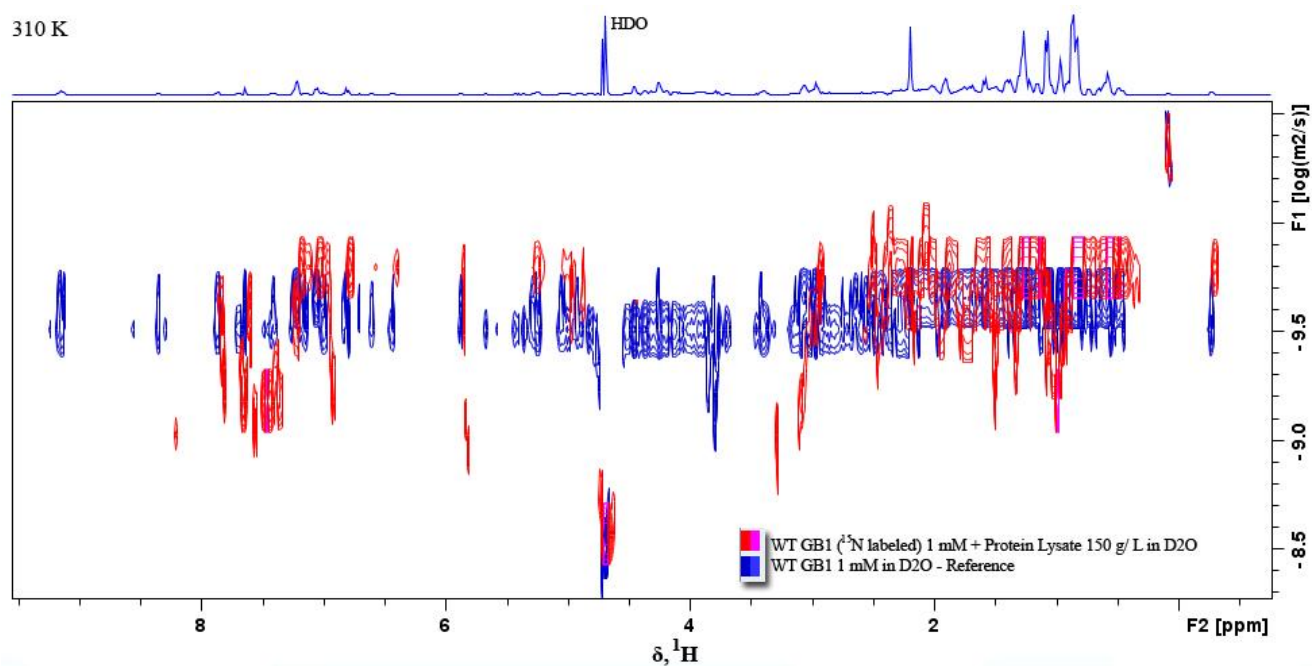 310 K
HDO
F1 [log(m2/s)]
- 9.5
- 9.0
- 8.5
WT GB1 (¹⁵N labeled) 1 mM + Protein Lysate 150 g/ L in D2O
WT GB1 1 mM in D2O - Reference
8 6 4 2 F2 [ppm]
δ, ¹H